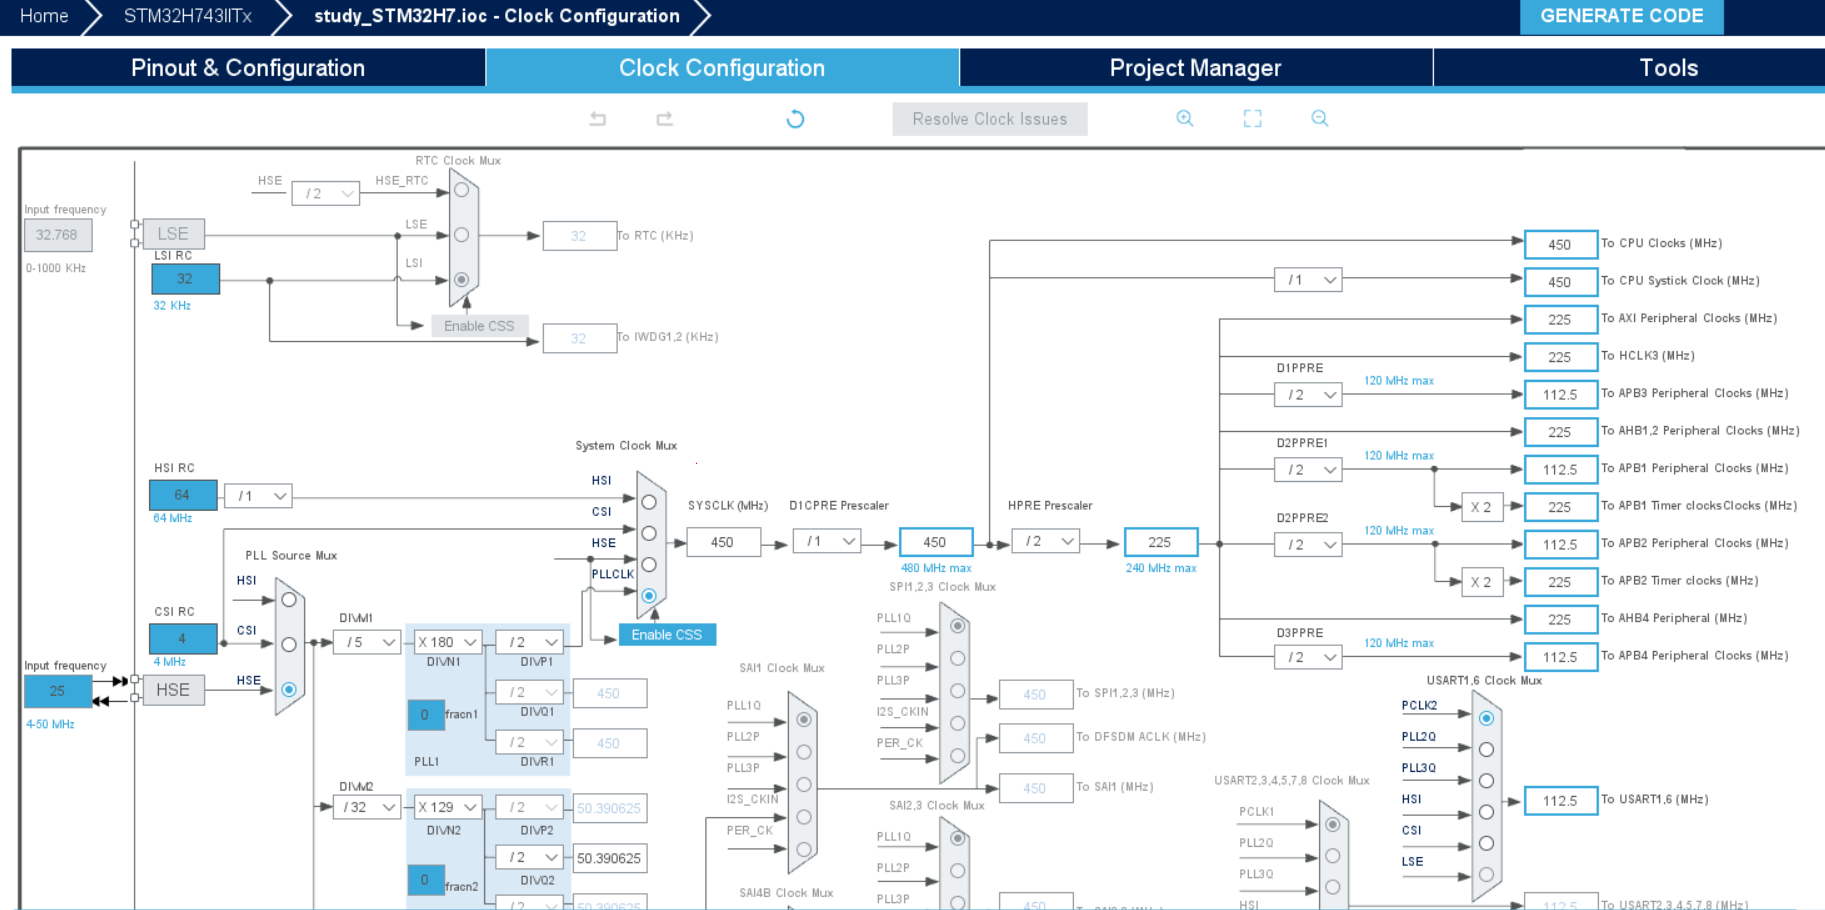 Home
STM32H743IITx
study_STM32H7.ioc - Clock Configuration
GENERATE CODE
Pinout & Configuration
Clock Configuration
Project Manager
Tools
Resolve Clock Issues
RTC Clock Mux
HSE
/ 2
HSE_RTC
Input frequency
32.768
0-1000 KHz
LSE
LSE
32
To RTC (KHz)
LSI RC
32
32 KHz
LSI
Enable CSS
32
To IWDG1,2 (KHz)
450
To CPU Clocks (MHz)
/ 1
450
To CPU Systick Clock (MHz)
225
To AXI Peripheral Clocks (MHz)
225
To HCLK3 (MHz)
D1PPRE
/ 2
120 MHz max
112.5
To APB3 Peripheral Clocks (MHz)
225
To AHB1,2 Peripheral Clocks (MHz)
D2PPRE1
/ 2
120 MHz max
112.5
To APB1 Peripheral Clocks (MHz)
X 2
225
To APB1 Timer clocksClocks (MHz)
D2PPRE2
/ 2
120 MHz max
112.5
To APB2 Peripheral Clocks (MHz)
X 2
225
To APB2 Timer clocks (MHz)
225
To AHB4 Peripheral (MHz)
D3PPRE
/ 2
120 MHz max
112.5
To APB4 Peripheral Clocks (MHz)
System Clock Mux
HSI RC
64
64 MHz
/ 1
HSI
CSI
HSE
PLLCLK
Enable CSS
SYSCLK (MHz)
450
D1CPRE Prescaler
/ 1
450
480 MHz max
HPRE Prescaler
/ 2
225
240 MHz max
PLL Source Mux
HSI
CSI
HSE
CSI RC
4
4 MHz
Input frequency
25
4-50 MHz
HSE
DIVM1
/ 5
X 180
DIVN1
/ 2
DIVP1
0
fracn1
/ 2
DIVQ1
450
/ 2
DIVR1
450
PLL1
DIVM2
/ 32
X 129
DIVN2
/ 2
DIVP2
50.390625
0
fracn2
/ 2
DIVQ2
50.390625
/ 2
50.390625
SAI1 Clock Mux
PLL1Q
PLL2P
PLL3P
I2S_CKIN
PER_CK
450
To SAI1 (MHz)
450
To DFSDM ACLK (MHz)
SAI4B Clock Mux
SPI1,2,3 Clock Mux
PLL1Q
PLL2P
PLL3P
I2S_CKIN
PER_CK
450
To SPI1,2,3 (MHz)
SAI2,3 Clock Mux
PLL1Q
PLL2P
PLL3P
450
USART1,6 Clock Mux
PCLK2
PLL2Q
PLL3Q
HSI
CSI
LSE
112.5
To USART1,6 (MHz)
USART2,3,4,5,7,8 Clock Mux
PCLK1
PLL2Q
PLL3Q
HSI
112.5
To USART2,3,4,5,7,8 (MHz)